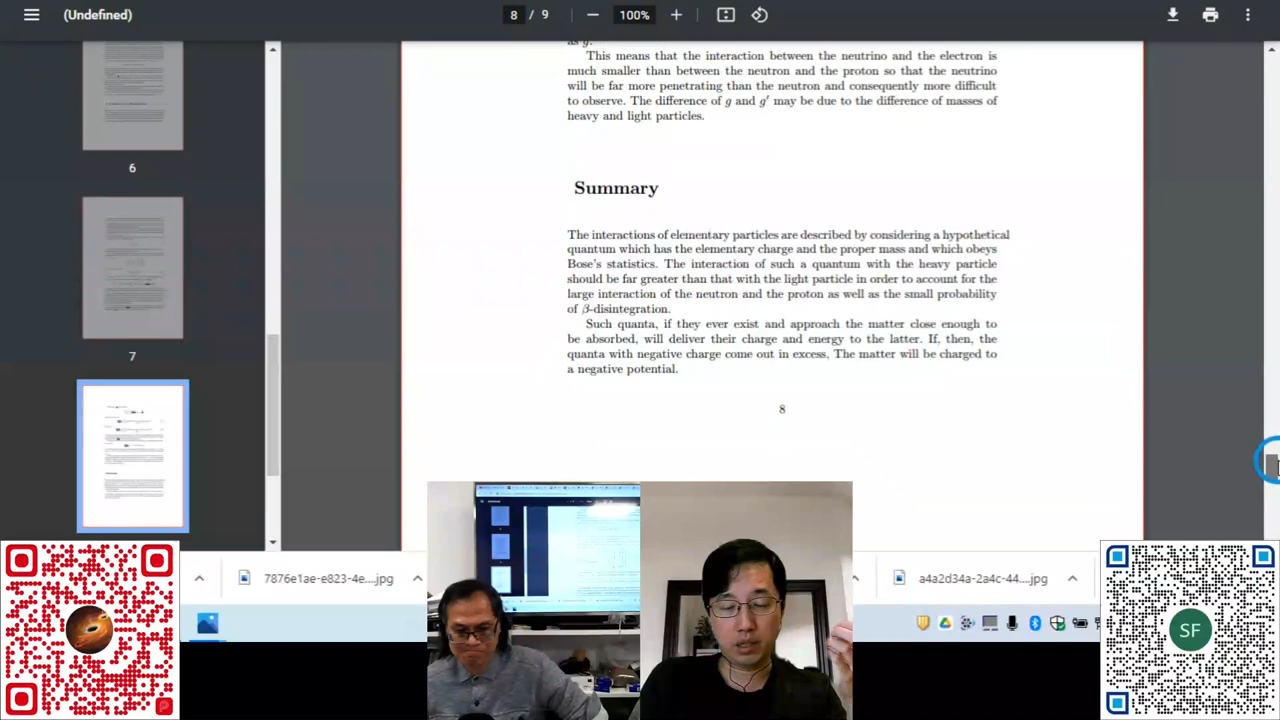 (Undefined)
8 / 9
100%
as g.
This means that the interaction between the neutrino and the electron is
much smaller than between the neutron and the proton so that the neutrino
will be far more penetrating than the neutron and consequently more difficult
to observe. The difference of g and g′ may be due to the difference of masses of
heavy and light particles.
6
Summary
The interactions of elementary particles are described by considering a hypothetical
quantum which has the elementary charge and the proper mass and which obeys
Bose's statistics. The interaction of such a quantum with the heavy particle
should be far greater than that with the light particle in order to account for the
large interaction of the neutron and the proton as well as the small probability
of β-disintegration.
Such quanta, if they ever exist and approach the matter close enough to
be absorbed, will deliver their charge and energy to the latter. If, then, the
quanta with negative charge come out in excess, The matter will be charged to
a negative potential.
7
8
7876e1ae-e823-4e....jpg
a4a2d34a-2a4c-44....jpg
SF